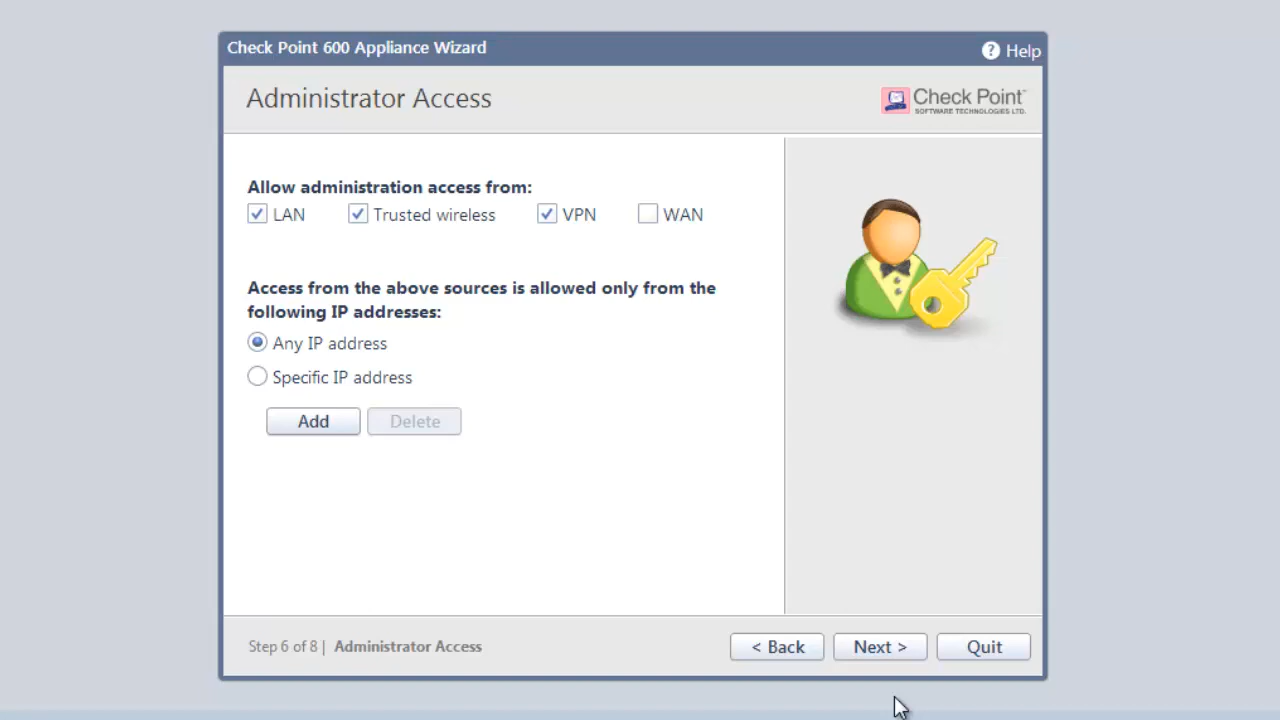 Check Point 600 Appliance Wizard
? Help
Administrator Access
Check Point™
SOFTWARE TECHNOLOGIES LTD.
Allow administration access from:
LAN Trusted wireless VPN WAN
Access from the above sources is allowed only from the
following IP addresses:
Any IP address
Specific IP address
Add Delete
Step 6 of 8 | Administrator Access
< Back Next > Quit